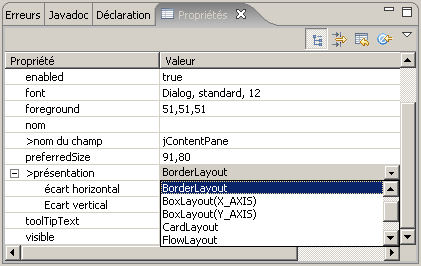 Erreurs Javadoc Déclaration Propriétés
Propriété Valeur
enabled true
font Dialog, standard, 12
foreground 51,51,51
nom
>nom du champ jContentPane
preferredSize 91,80
>présentation BorderLayout
écart horizontal BorderLayout
Ecart vertical BoxLayout(X_AXIS)
BoxLayout(Y_AXIS)
toolTipText CardLayout
visible FlowLayout